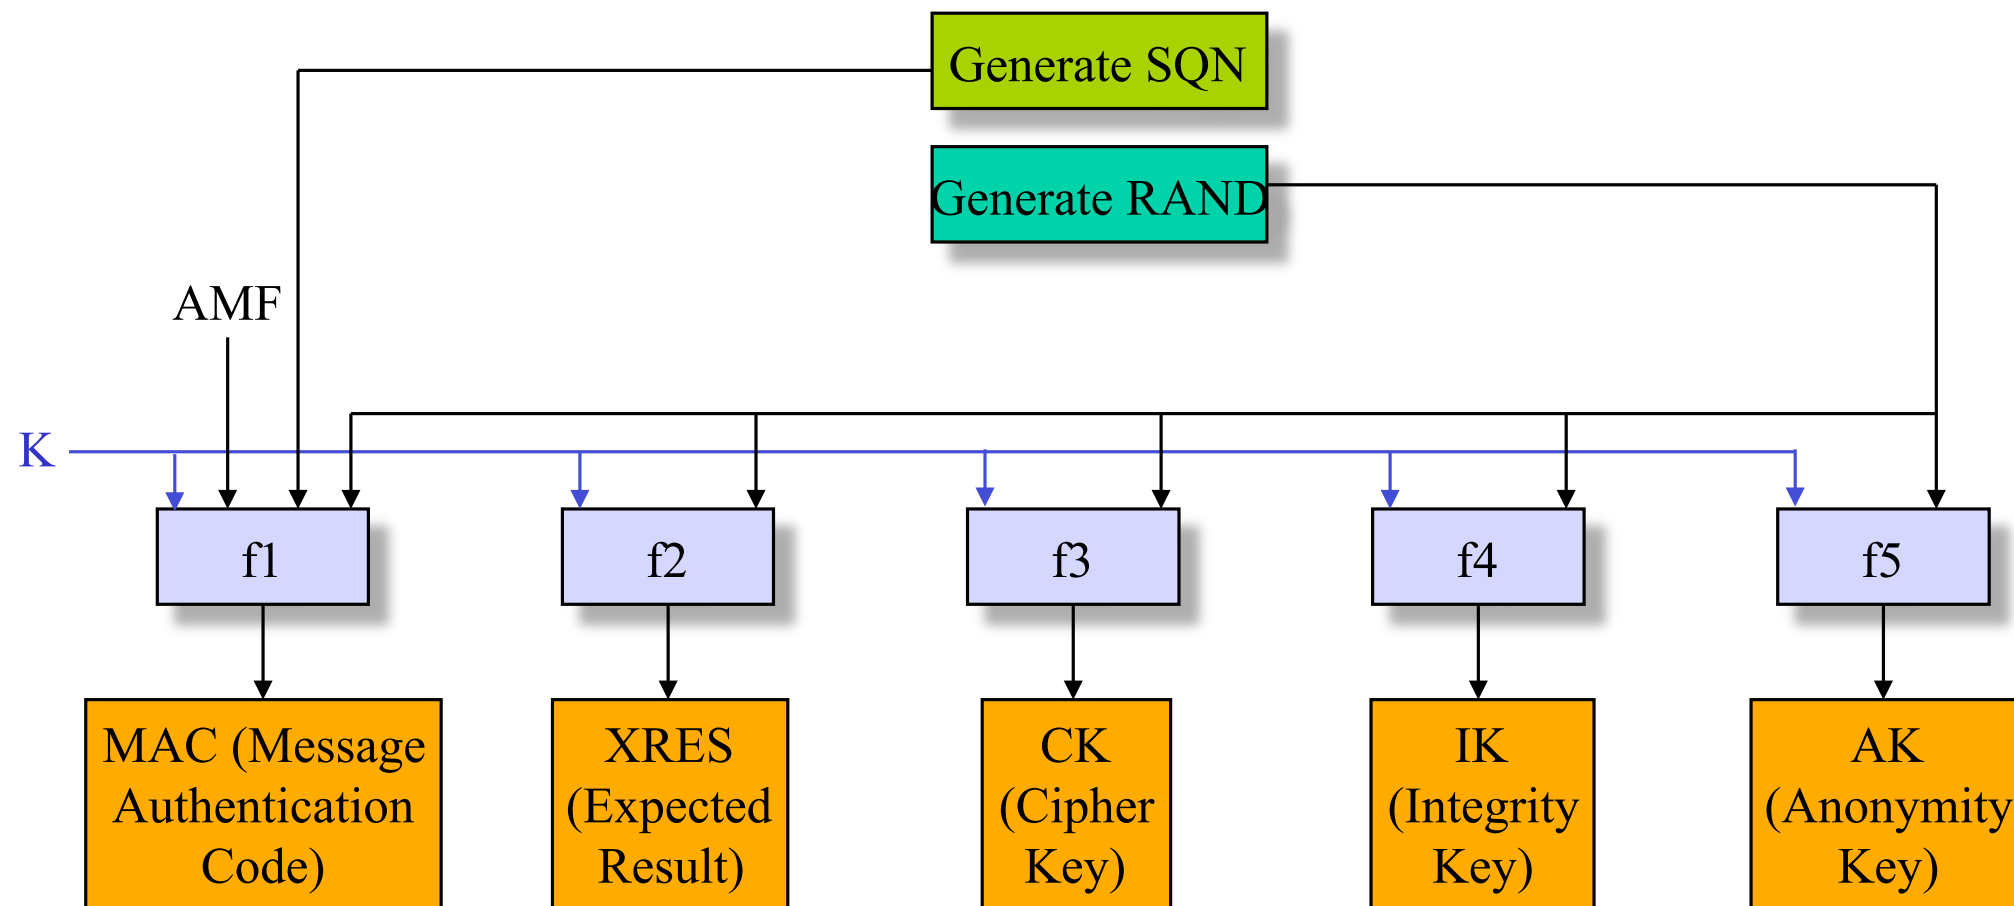 Generate SQN
Generate RAND
AMF
K
f1
f2
f3
f4
f5
MAC (Message
Authentication
Code)
XRES
(Expected
Result)
CK
(Cipher
Key)
IK
(Integrity
Key)
AK
(Anonymity
Key)